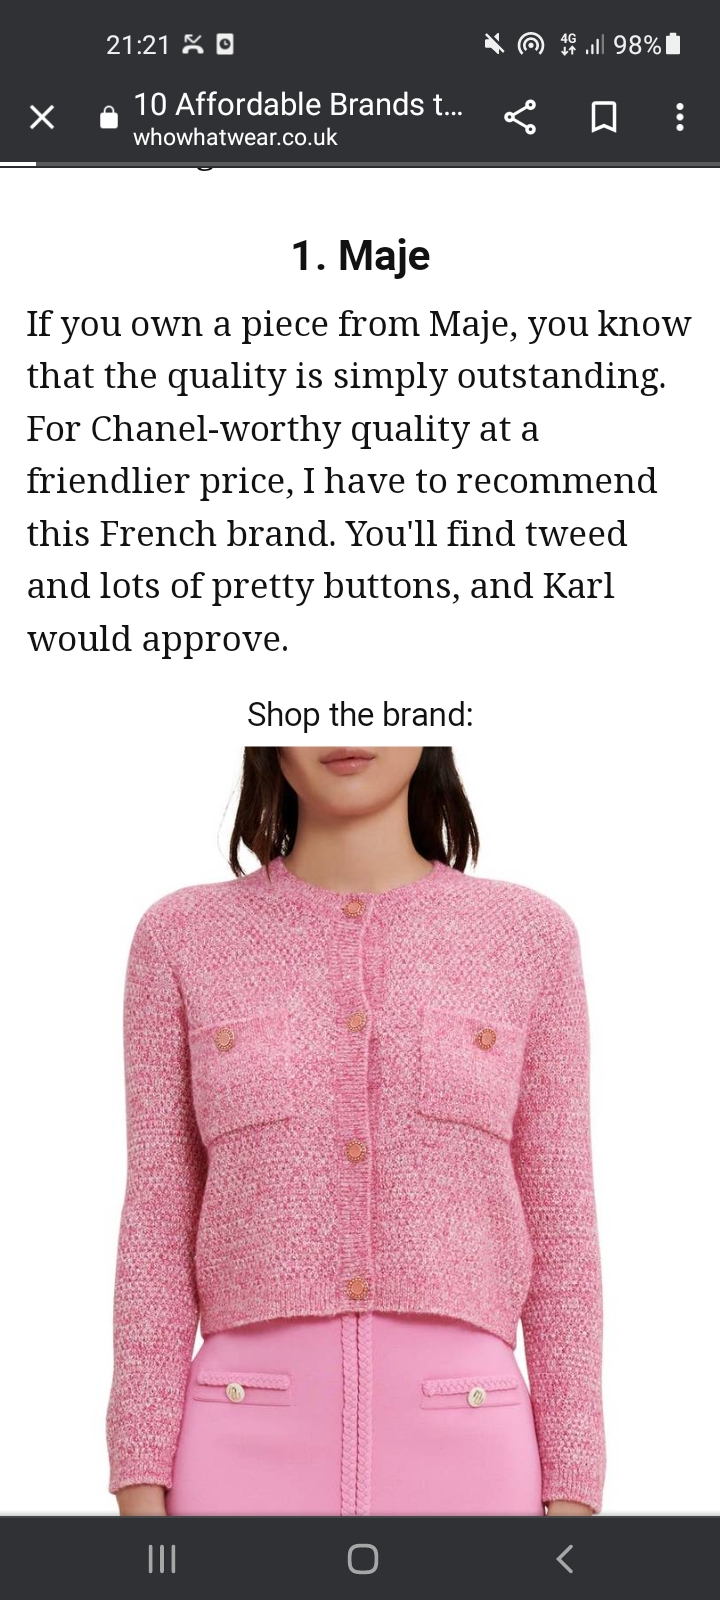 21:21
4G
98%
10 Affordable Brands t...
whowhatwear.co.uk
1. Maje
If you own a piece from Maje, you know
that the quality is simply outstanding.
For Chanel-worthy quality at a
friendlier price, I have to recommend
this French brand. You'll find tweed
and lots of pretty buttons, and Karl
would approve.
Shop the brand: